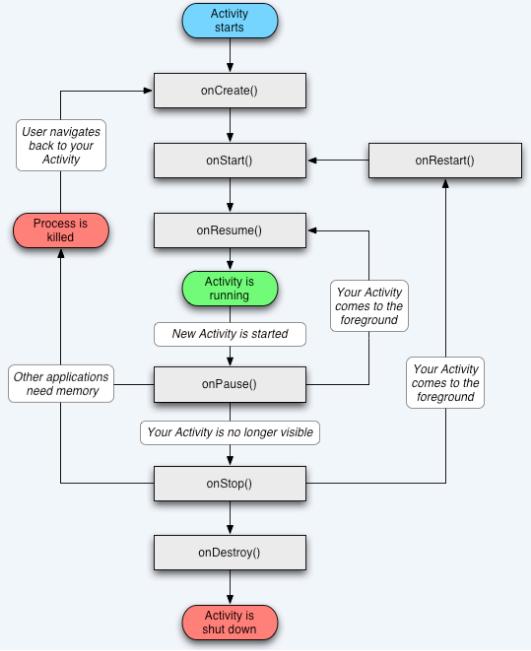 Activity
starts
onCreate()
User navigates
back to your
Activity
onStart()
onRestart()
Process is
killed
onResume()
Activity is
running
Your Activity
comes to the
foreground
New Activity is started
Other applications
need memory
onPause()
Your Activity
comes to the
foreground
Your Activity is no longer visible
onStop()
onDestroy()
Activity is
shut down